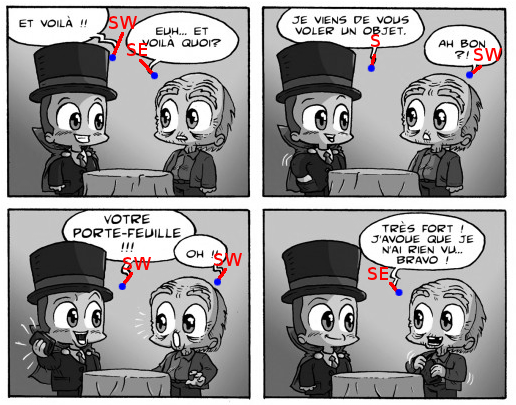 ET VOILÀ !!
SW
EUH... ET
VOILÀ QUOI?
SE
JE VIENS DE VOUS
VOLER UN OBJET.
S
AH BON
?!
SW
VOTRE
PORTE-FEUILLE
!!!
SW
OH !!
SW
TRÈS FORT !
J'AVOUE QUE JE
N'AI RIEN VU...
BRAVO !
SE